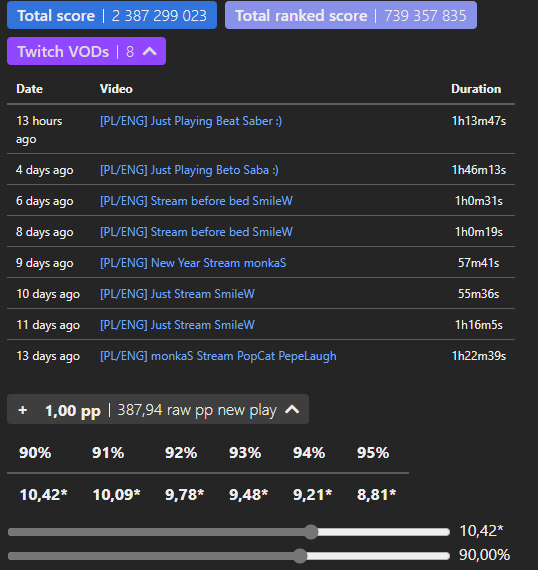 Total score | 2 387 299 023 Total ranked score | 739 357 835
Twitch VODs | 8
Date Video Duration
13 hours ago [PL/ENG] Just Playing Beat Saber :) 1h13m47s
4 days ago [PL/ENG] Just Playing Beto Saba :) 1h46m13s
6 days ago [PL/ENG] Stream before bed SmileW 1h0m31s
8 days ago [PL/ENG] Stream before bed SmileW 1h0m19s
9 days ago [PL/ENG] New Year Stream monkaS 57m41s
10 days ago [PL/ENG] Just Stream SmileW 55m36s
11 days ago [PL/ENG] Just Stream SmileW 1h16m5s
13 days ago [PL/ENG] monkaS Stream PopCat PepeLaugh 1h22m39s
+ 1,00 pp | 387,94 raw pp new play
90% 91% 92% 93% 94% 95%
10,42* 10,09* 9,78* 9,48* 9,21* 8,81*
10,42*
90,00%